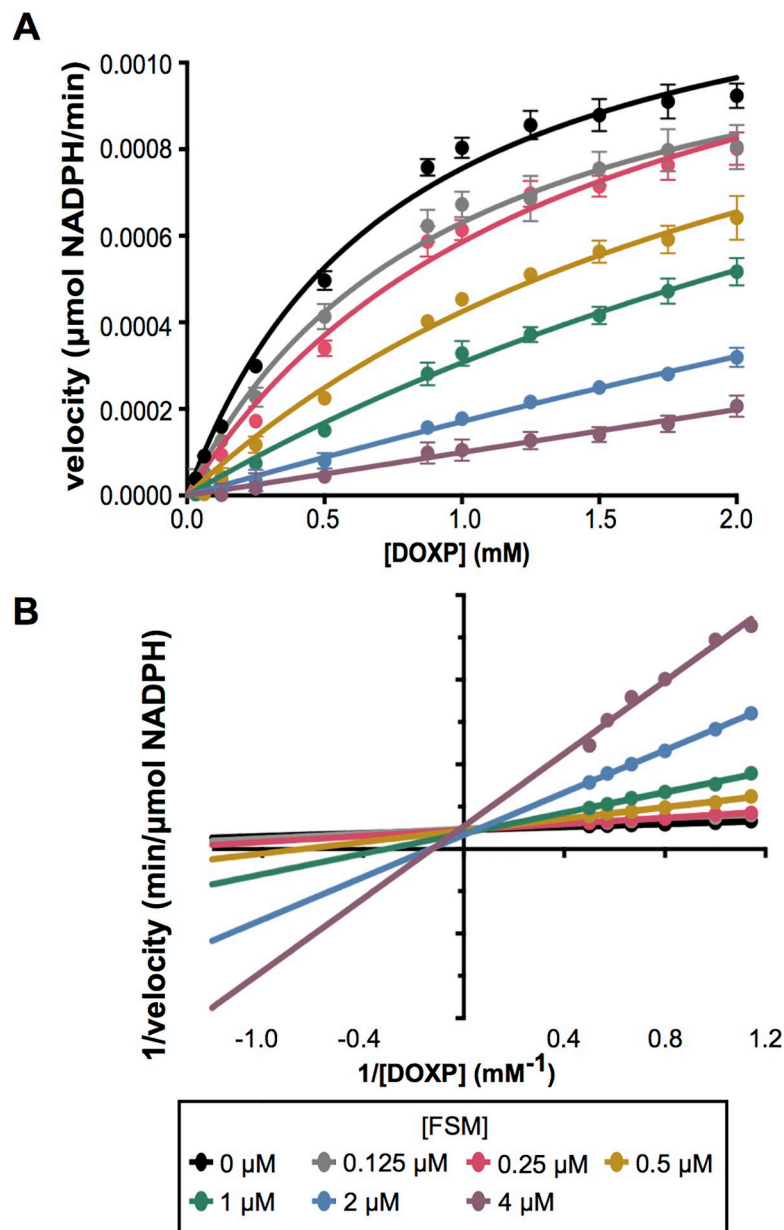 A
velocity (µmol NADPH/min)
0.0010
0.0008
0.0006
0.0004
0.0002
0.0000
0.0 0.5 1.0 1.5 2.0
[DOXP] (mM)
B
1/velocity (min/µmol NADPH)
-1.0 -0.4 0.4 0.8 1.2
1/[DOXP] (mM⁻¹)
[FSM]
0 µM 0.125 µM 0.25 µM 0.5 µM
1 µM 2 µM 4 µM